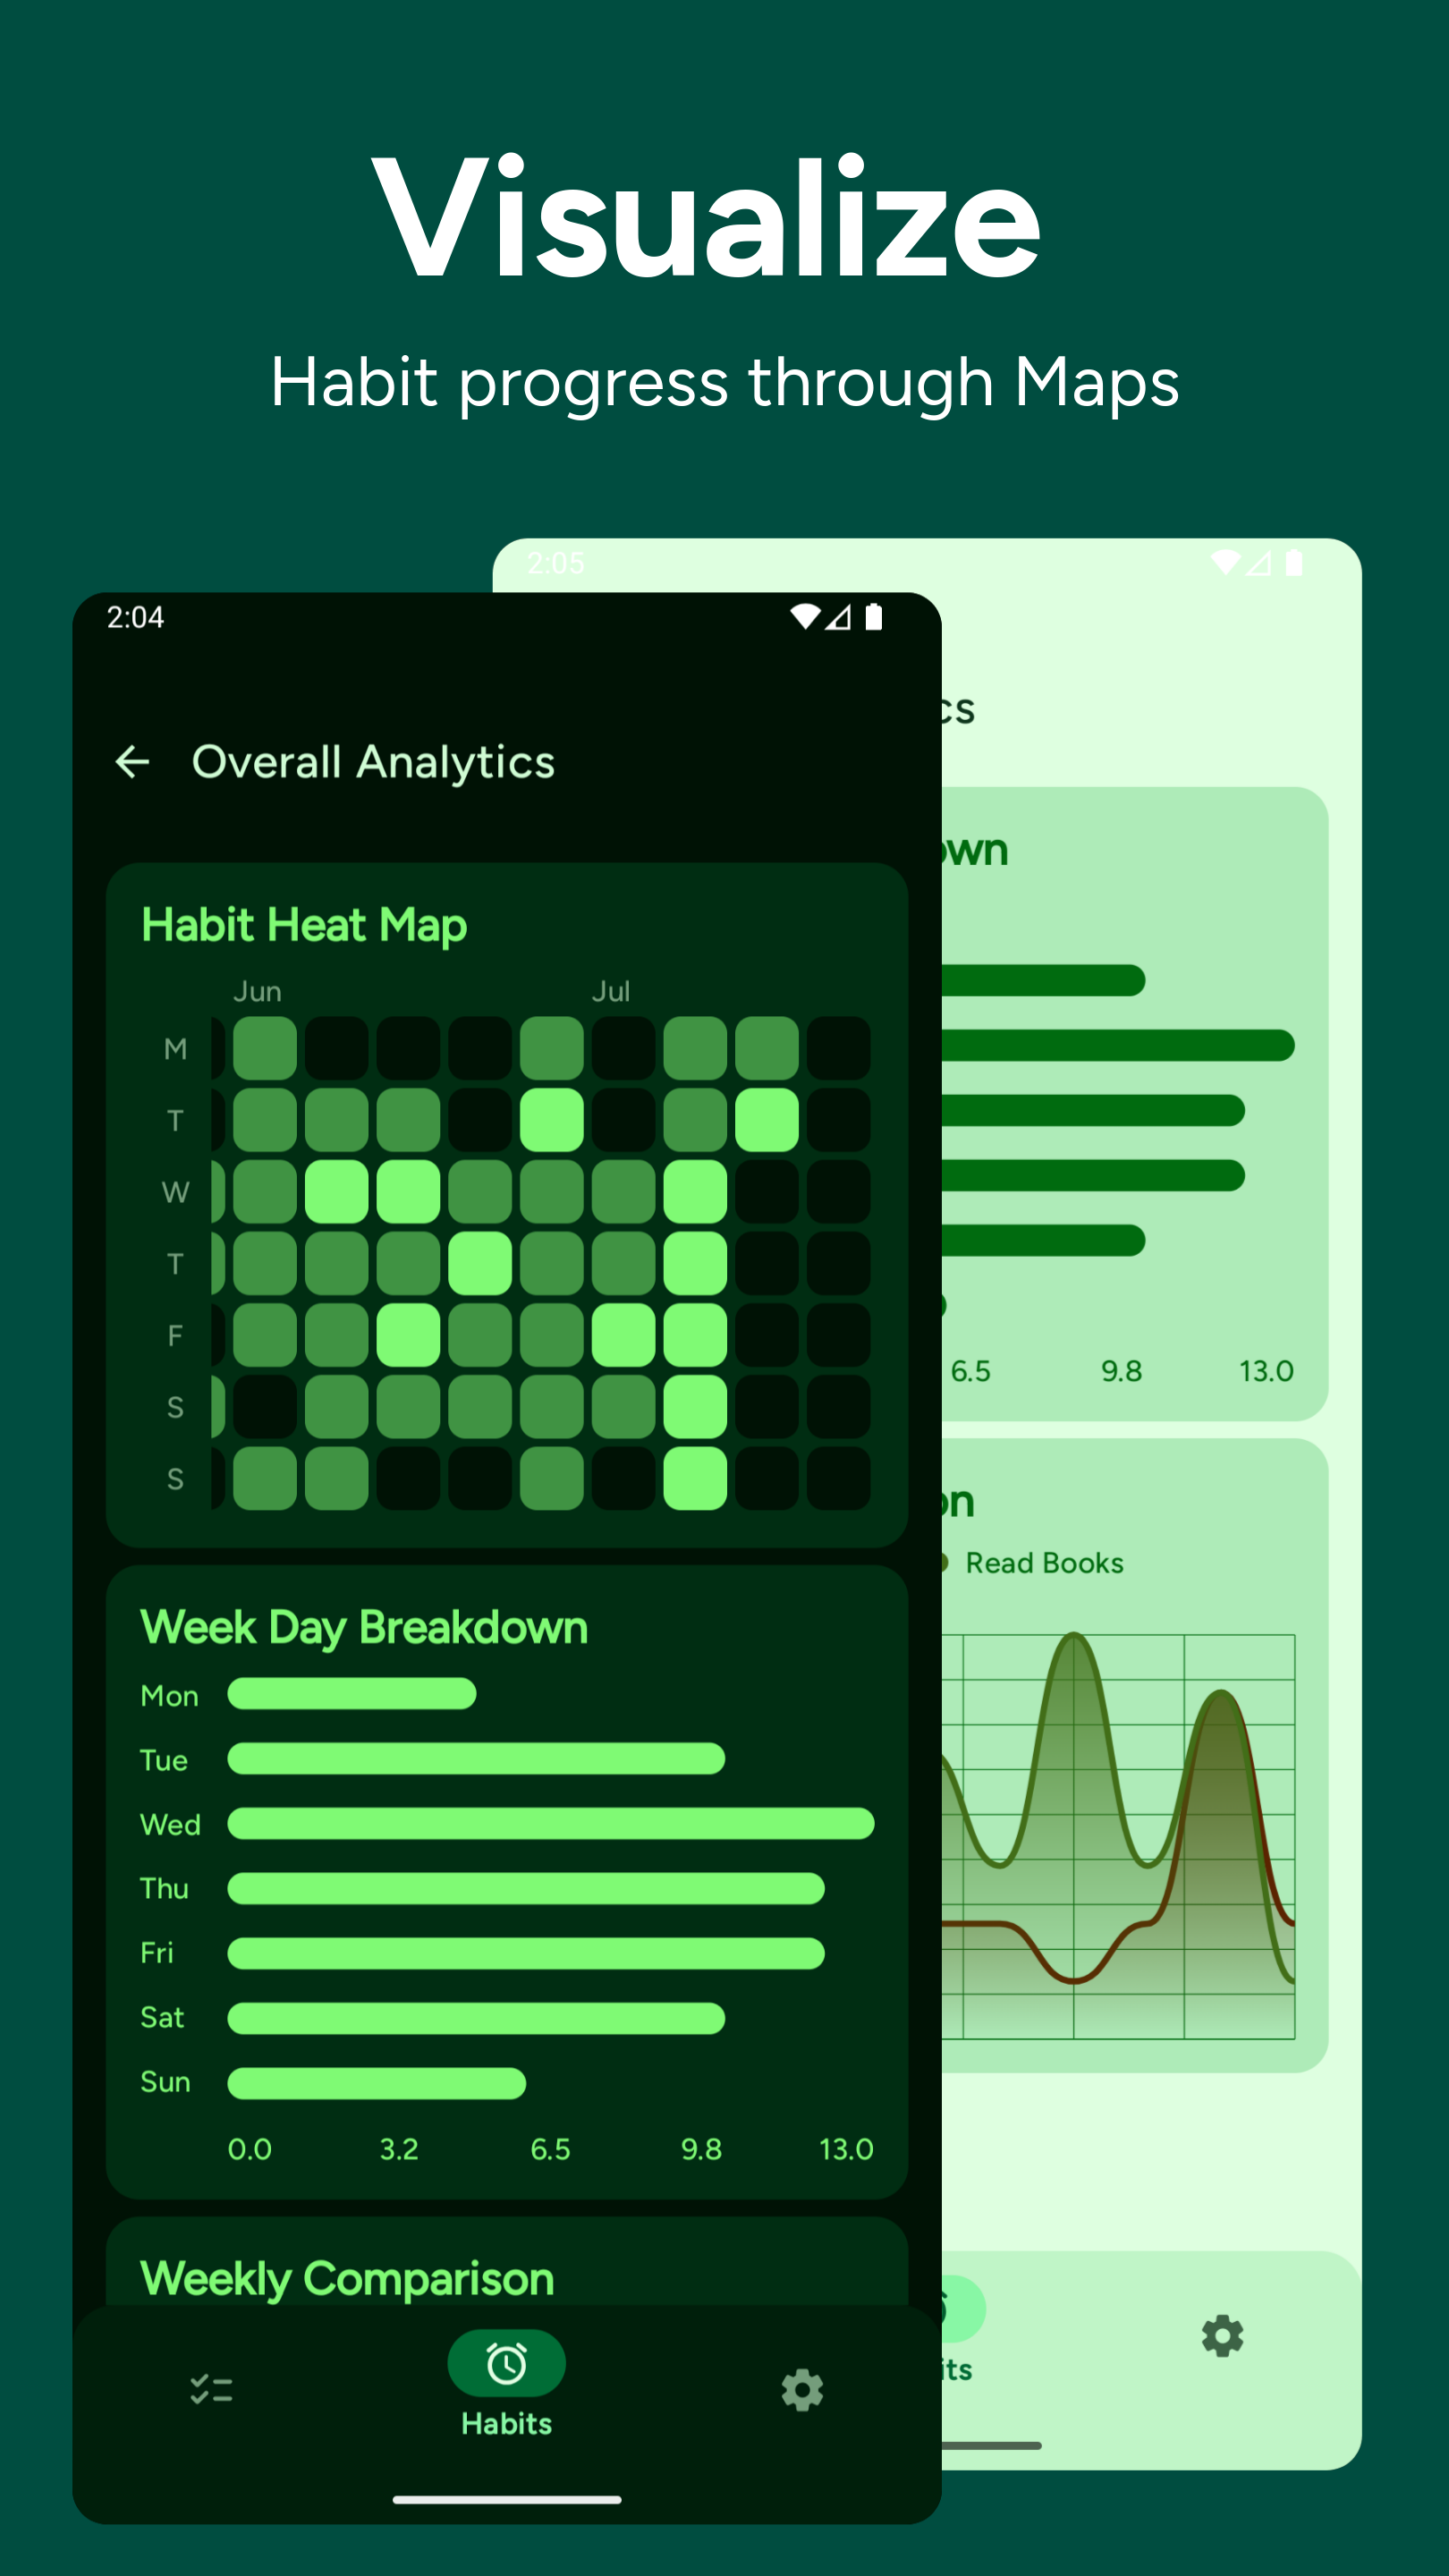 Visualize
Habit progress through Maps
2:05
2:04
Overall Analytics
Habit Heat Map
Jun Jul
M
T
W
T
F
S
S
Week Day Breakdown
Mon
Tue
Wed
Thu
Fri
Sat
Sun
0.0 3.2 6.5 9.8 13.0
Weekly Comparison
Habits
cs
own
6.5 9.8 13.0
on
Read Books
its